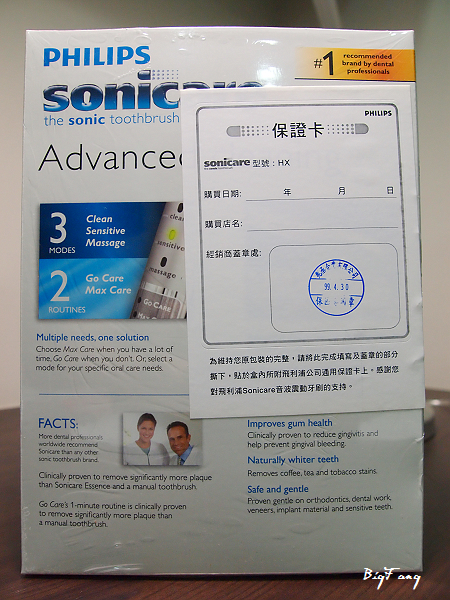 PHILIPS
sonicare
the sonic toothbrush
Advance
#1 recommended
brand by dental
professionals
PHILIPS
保證卡
sonicare 型號：HX
購買日期: 年 月 日
購買店名:
經銷商蓋章處:
99.4.30
為維持您原包裝的完整，請將此完成填寫及蓋章的部分
撕下，貼於盒內所附飛利浦公司通用保證卡上。感謝您
對飛利浦Sonicare音波震動牙刷的支持。
3
MODES
Clean
Sensitive
Massage
2
ROUTINES
Go Care
Max Care
clean
sensitive
massage
Go Care
Max Care
Multiple needs, one solution
Choose Max Care when you have a lot of
time, Go Care when you don't. Or, select a
mode for your specific oral care needs.
FACTS:
More dental professionals
worldwide recommend
Sonicare than any other
sonic toothbrush brand.
Clinically proven to remove significantly more plaque
than Sonicare Essence and a manual toothbrush
Go Care's 1-minute routine is clinically proven
to remove significantly more plaque than
a manual toothbrush.
Improves gum health
Clinically proven to reduce gingivitis and
help prevent gingival bleeding.
Naturally whiter teeth
Removes coffee, tea and tobacco stains.
Safe and gentle
Proven gentle on orthodontics, dental work,
veneers, implant material and sensitive teeth.
BigFang